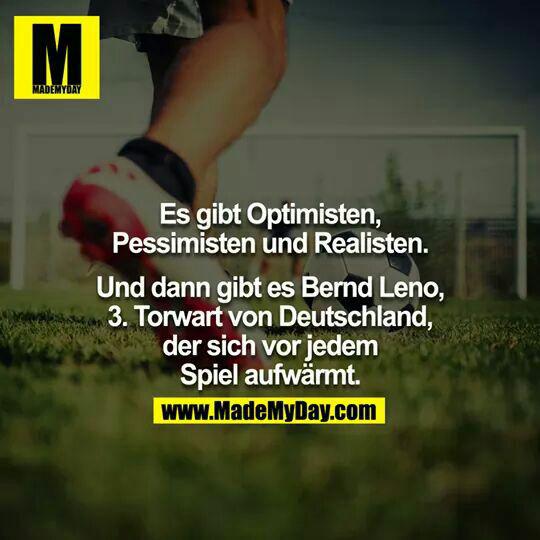 M
MADEMYDAY
Es gibt Optimisten,
Pessimisten und Realisten.
Und dann gibt es Bernd Leno,
3. Torwart von Deutschland,
der sich vor jedem
Spiel aufwärmt.
www.MadeMyDay.com